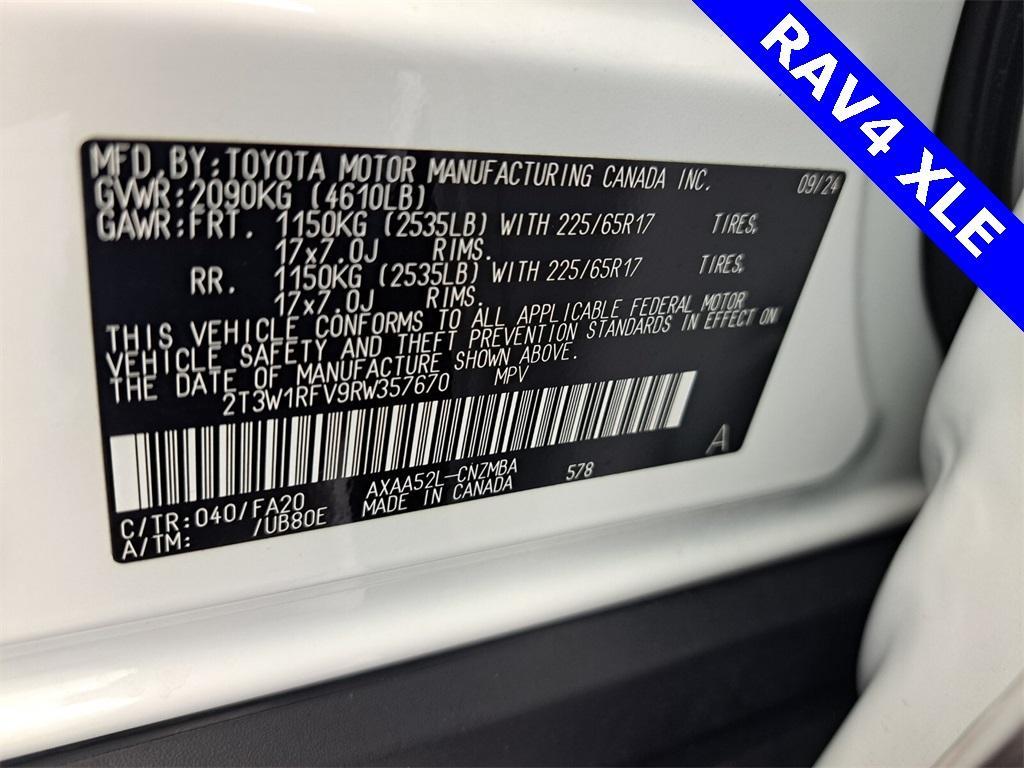 RAV4 XLE
MFD. BY: TOYOTA MOTOR MANUFACTURING CANADA INC. 09/24
GVWR: 2090KG (4610LB)
GAWR: FRT. 1150KG (2535LB) WITH 225/65R17 TIRES,
17x7.0J RIMS.
RR. 1150KG (2535LB) WITH 225/65R17 TIRES,
17x7.0J RIMS.
THIS VEHICLE CONFORMS TO ALL APPLICABLE FEDERAL MOTOR
VEHICLE SAFETY AND THEFT PREVENTION STANDARDS IN EFFECT ON
THE DATE OF MANUFACTURE SHOWN ABOVE.
2T3W1RFV9RW357670 MPV
A
C/TR: 040/FA20 AXAA52L-CNZMBA 578
A/TM: /UB80E MADE IN CANADA